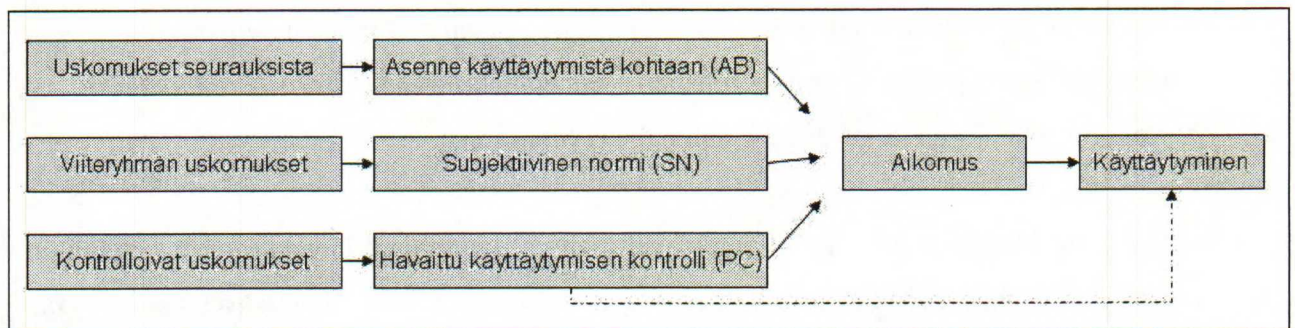 Uskomukset seurauksista
Asenne käyttäytymistä kohtaan (AB)
Viiteryhmän uskomukset
Subjektiivinen normi (SN)
Aikomus
Käyttäytyminen
Kontrolloivat uskomukset
Havaittu käyttäytymisen kontrolli (PC)